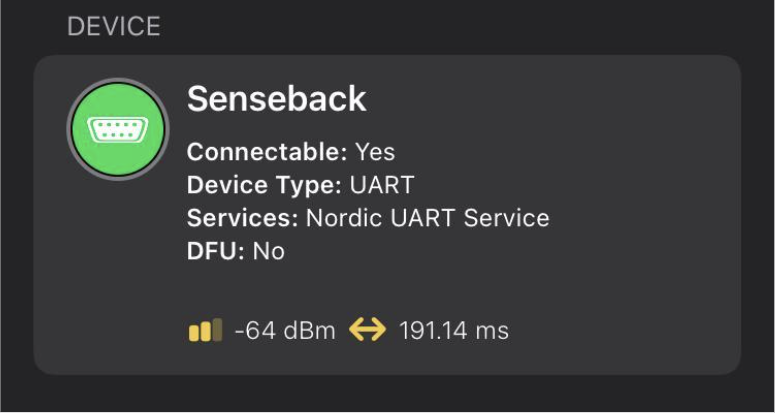 DEVICE
Senseback
Connectable: Yes
Device Type: UART
Services: Nordic UART Service
DFU: No
-64 dBm 191.14 ms